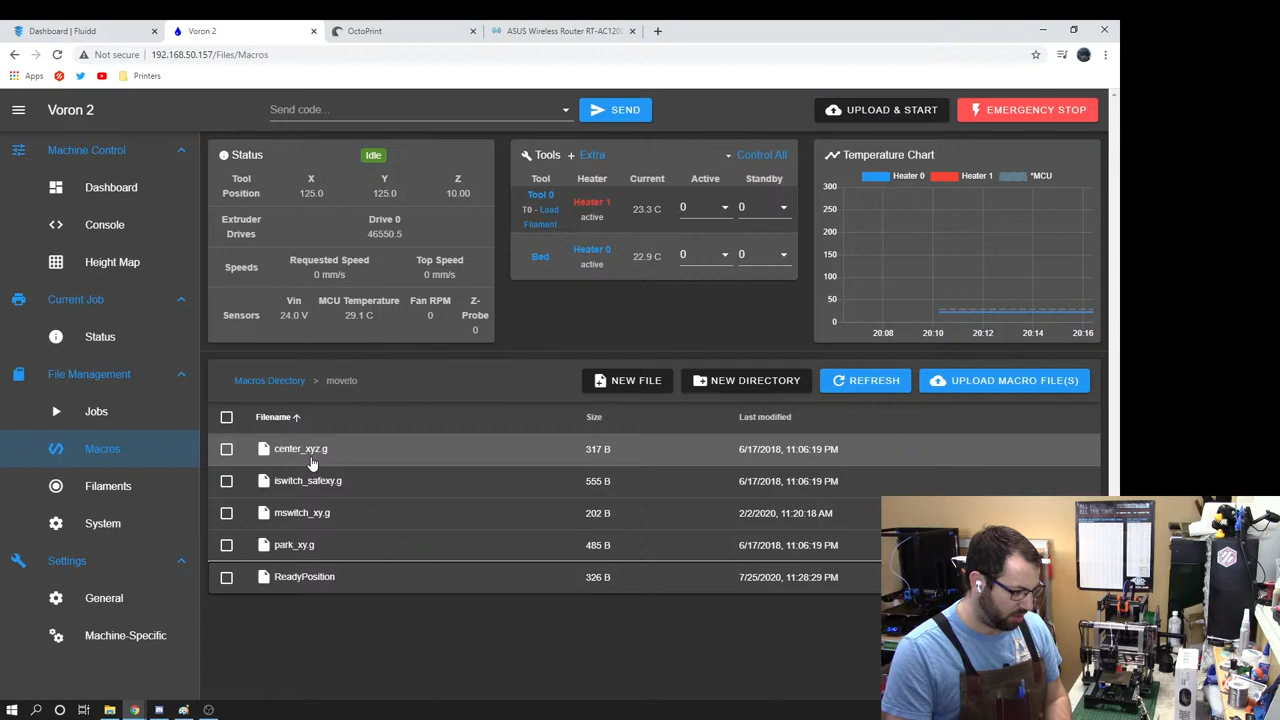 Dashboard | Fluidd
Voron 2
OctoPrint
ASUS Wireless Router RT-AC120
Not secure | 192.168.50.157/Files/Macros
Apps
Printers
Voron 2
Send code...
SEND
UPLOAD & START
EMERGENCY STOP
Machine Control
Dashboard
Console
Height Map
Current Job
Status
File Management
Jobs
Macros
Filaments
System
Settings
General
Machine-Specific
Status
Idle
Tool Position
X
125.0
Y
125.0
Z
10.00
Extruder Drives
Drive 0
46550.5
Speeds
Requested Speed
0 mm/s
Top Speed
0 mm/s
Sensors
Vin
24.0 V
MCU Temperature
29.1 C
Fan RPM
0
Z-Probe
0
Tools + Extra
Control All
Tool Heater Current Active Standby
Tool 0
T0 - Load Filament
Heater 1
active
23.3 C
0
0
Bed
Heater 0
active
22.9 C
0
0
Temperature Chart
Heater 0 Heater 1 *MCU
300
250
200
150
100
50
0
20:08 20:10 20:12 20:14 20:16
Macros Directory > moveto
NEW FILE
NEW DIRECTORY
REFRESH
UPLOAD MACRO FILE(S)
Filename Size Last modified
center_xyz.g 317 B 6/17/2018, 11:06:19 PM
iswitch_safexy.g 555 B 6/17/2018, 11:06:19 PM
mswitch_xy.g 202 B 2/2/2020, 11:20:18 AM
park_xy.g 485 B 6/17/2018, 11:06:19 PM
ReadyPosition 326 B 7/25/2020, 11:28:29 PM